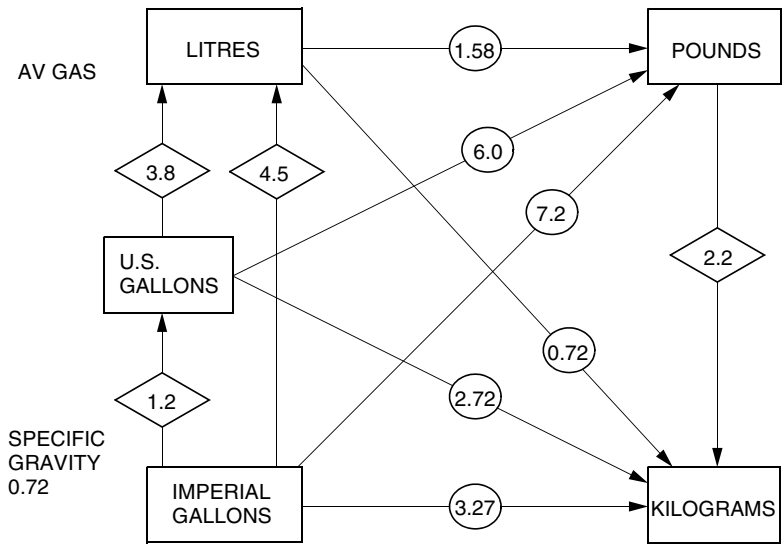 LITRES
1.58
POUNDS
AV GAS
3.8
4.5
6.0
7.2
U.S.
GALLONS
2.2
0.72
1.2
2.72
SPECIFIC
GRAVITY
0.72
IMPERIAL
GALLONS
3.27
KILOGRAMS